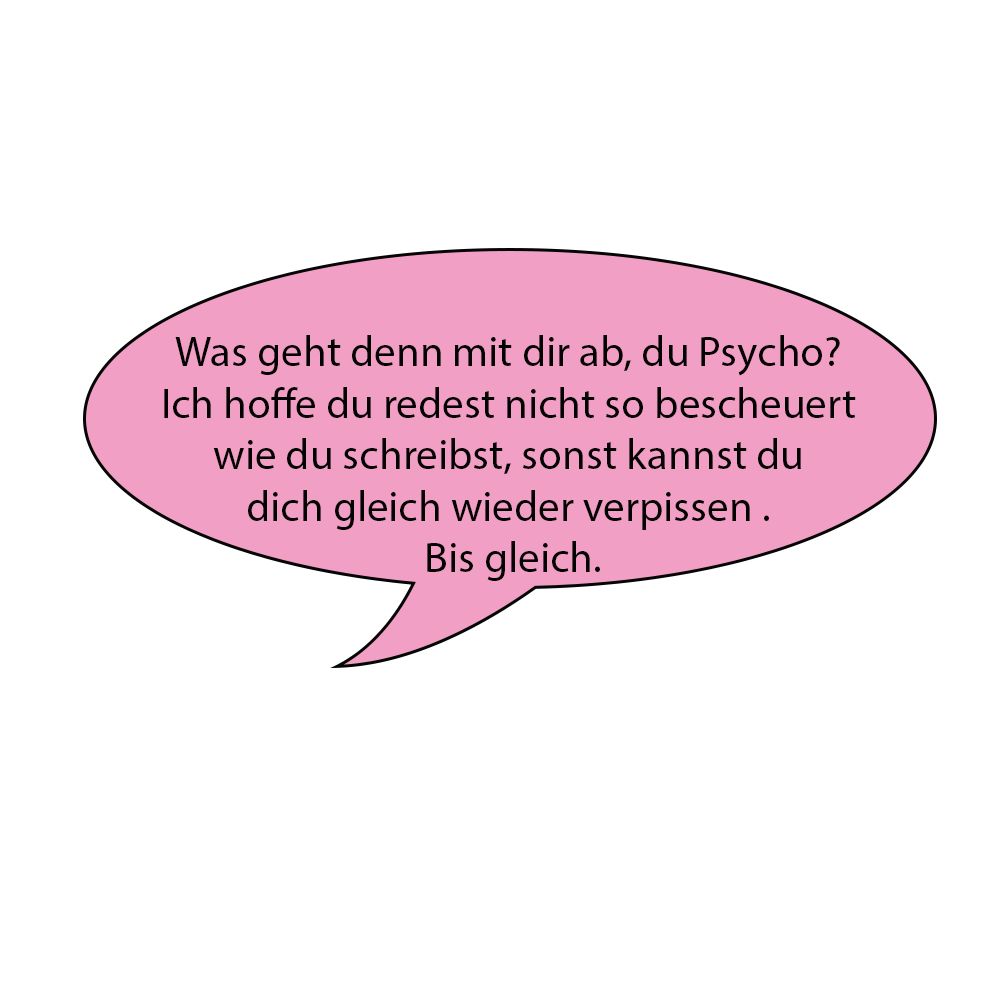 Was geht denn mit dir ab, du Psycho?
Ich hoffe du redest nicht so bescheuert
wie du schreibst, sonst kannst du
dich gleich wieder verpissen .
Bis gleich.